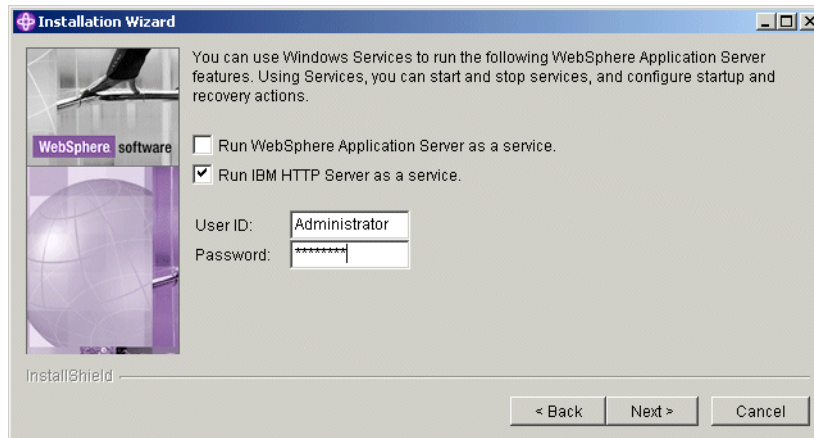 Installation Wizard
You can use Windows Services to run the following WebSphere Application Server
features. Using Services, you can start and stop services, and configure startup and
recovery actions.
WebSphere software
Run WebSphere Application Server as a service.
Run IBM HTTP Server as a service.
User ID: Administrator
Password: ********
InstallShield
< Back Next > Cancel